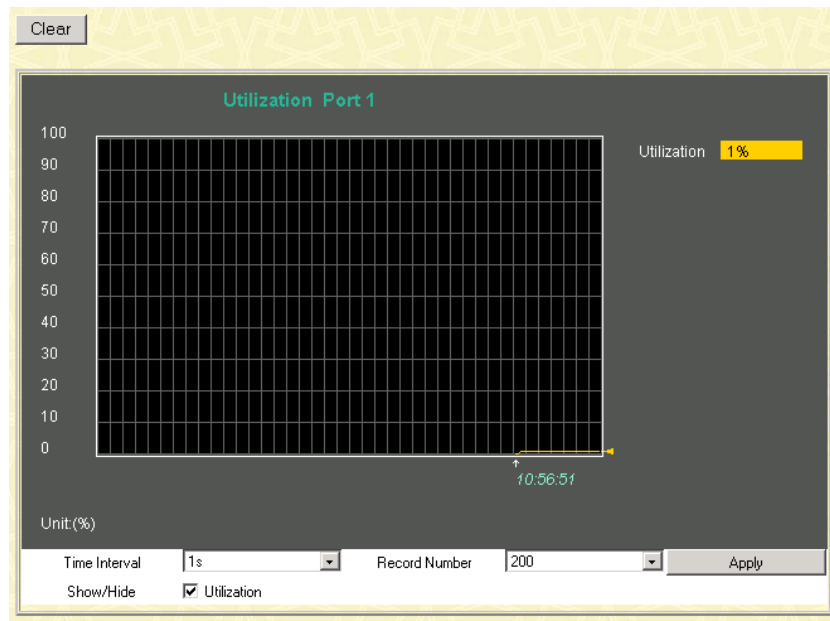 Clear
Utilization Port 1
100
90
80
70
60
50
40
30
20
10
0
Utilization 1%
10:56:51
Unit:(%)
Time Interval 1s Record Number 200 Apply
Show/Hide Utilization